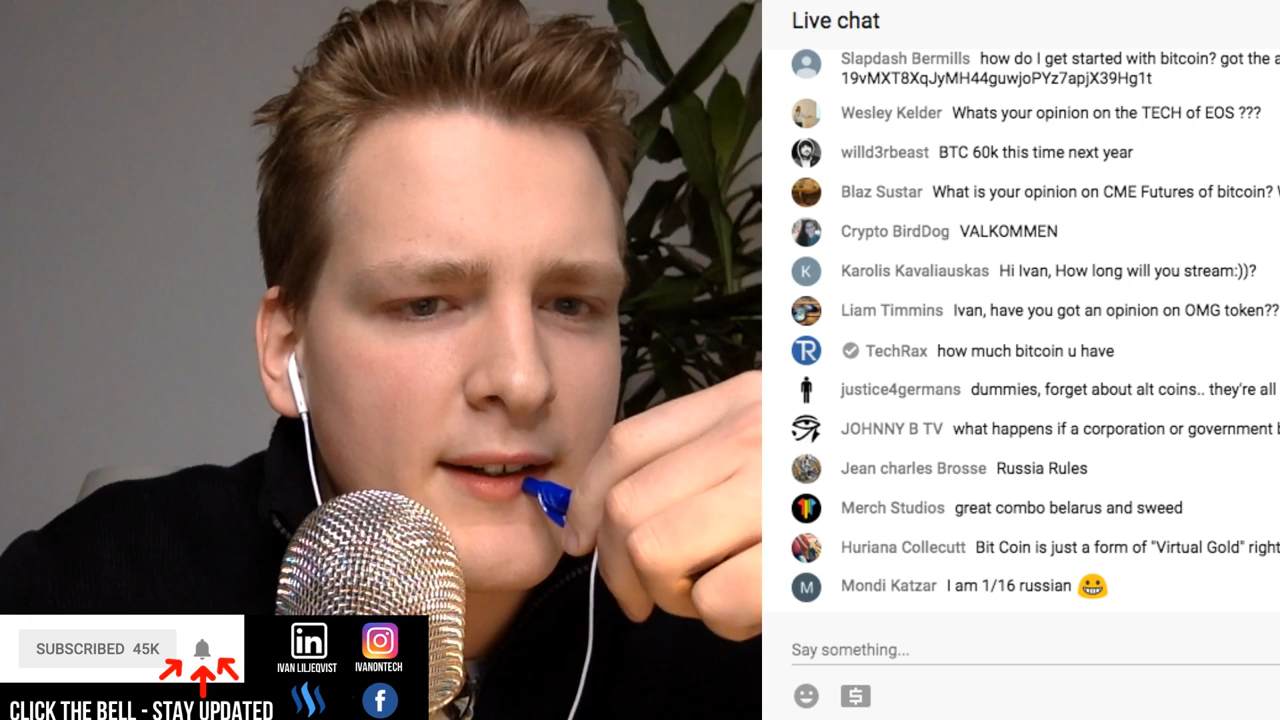 Live chat
Slapdash Bermills how do I get started with bitcoin? got the a
19vMXT8XqJyMH44guwjoPYz7apjX39Hg1t
Wesley Kelder Whats your opinion on the TECH of EOS ???
willd3rbeast BTC 60k this time next year
Blaz Sustar What is your opinion on CME Futures of bitcoin?
Crypto BirdDog VALKOMMEN
K Karolis Kavaliauskas Hi Ivan, How long will you stream:))?
Liam Timmins Ivan, have you got an opinion on OMG token??
TR TechRax how much bitcoin u have
justice4germans dummies, forget about alt coins.. they're all
JOHNNY B TV what happens if a corporation or government b
Jean charles Brosse Russia Rules
Merch Studios great combo belarus and sweed
Huriana Collecutt Bit Coin is just a form of "Virtual Gold" right
M Mondi Katzar I am 1/16 russian 😀
Say something...
SUBSCRIBED 45K
in
IVAN LILJEQVIST IVANONTECH
f
CLICK THE BELL - STAY UPDATED